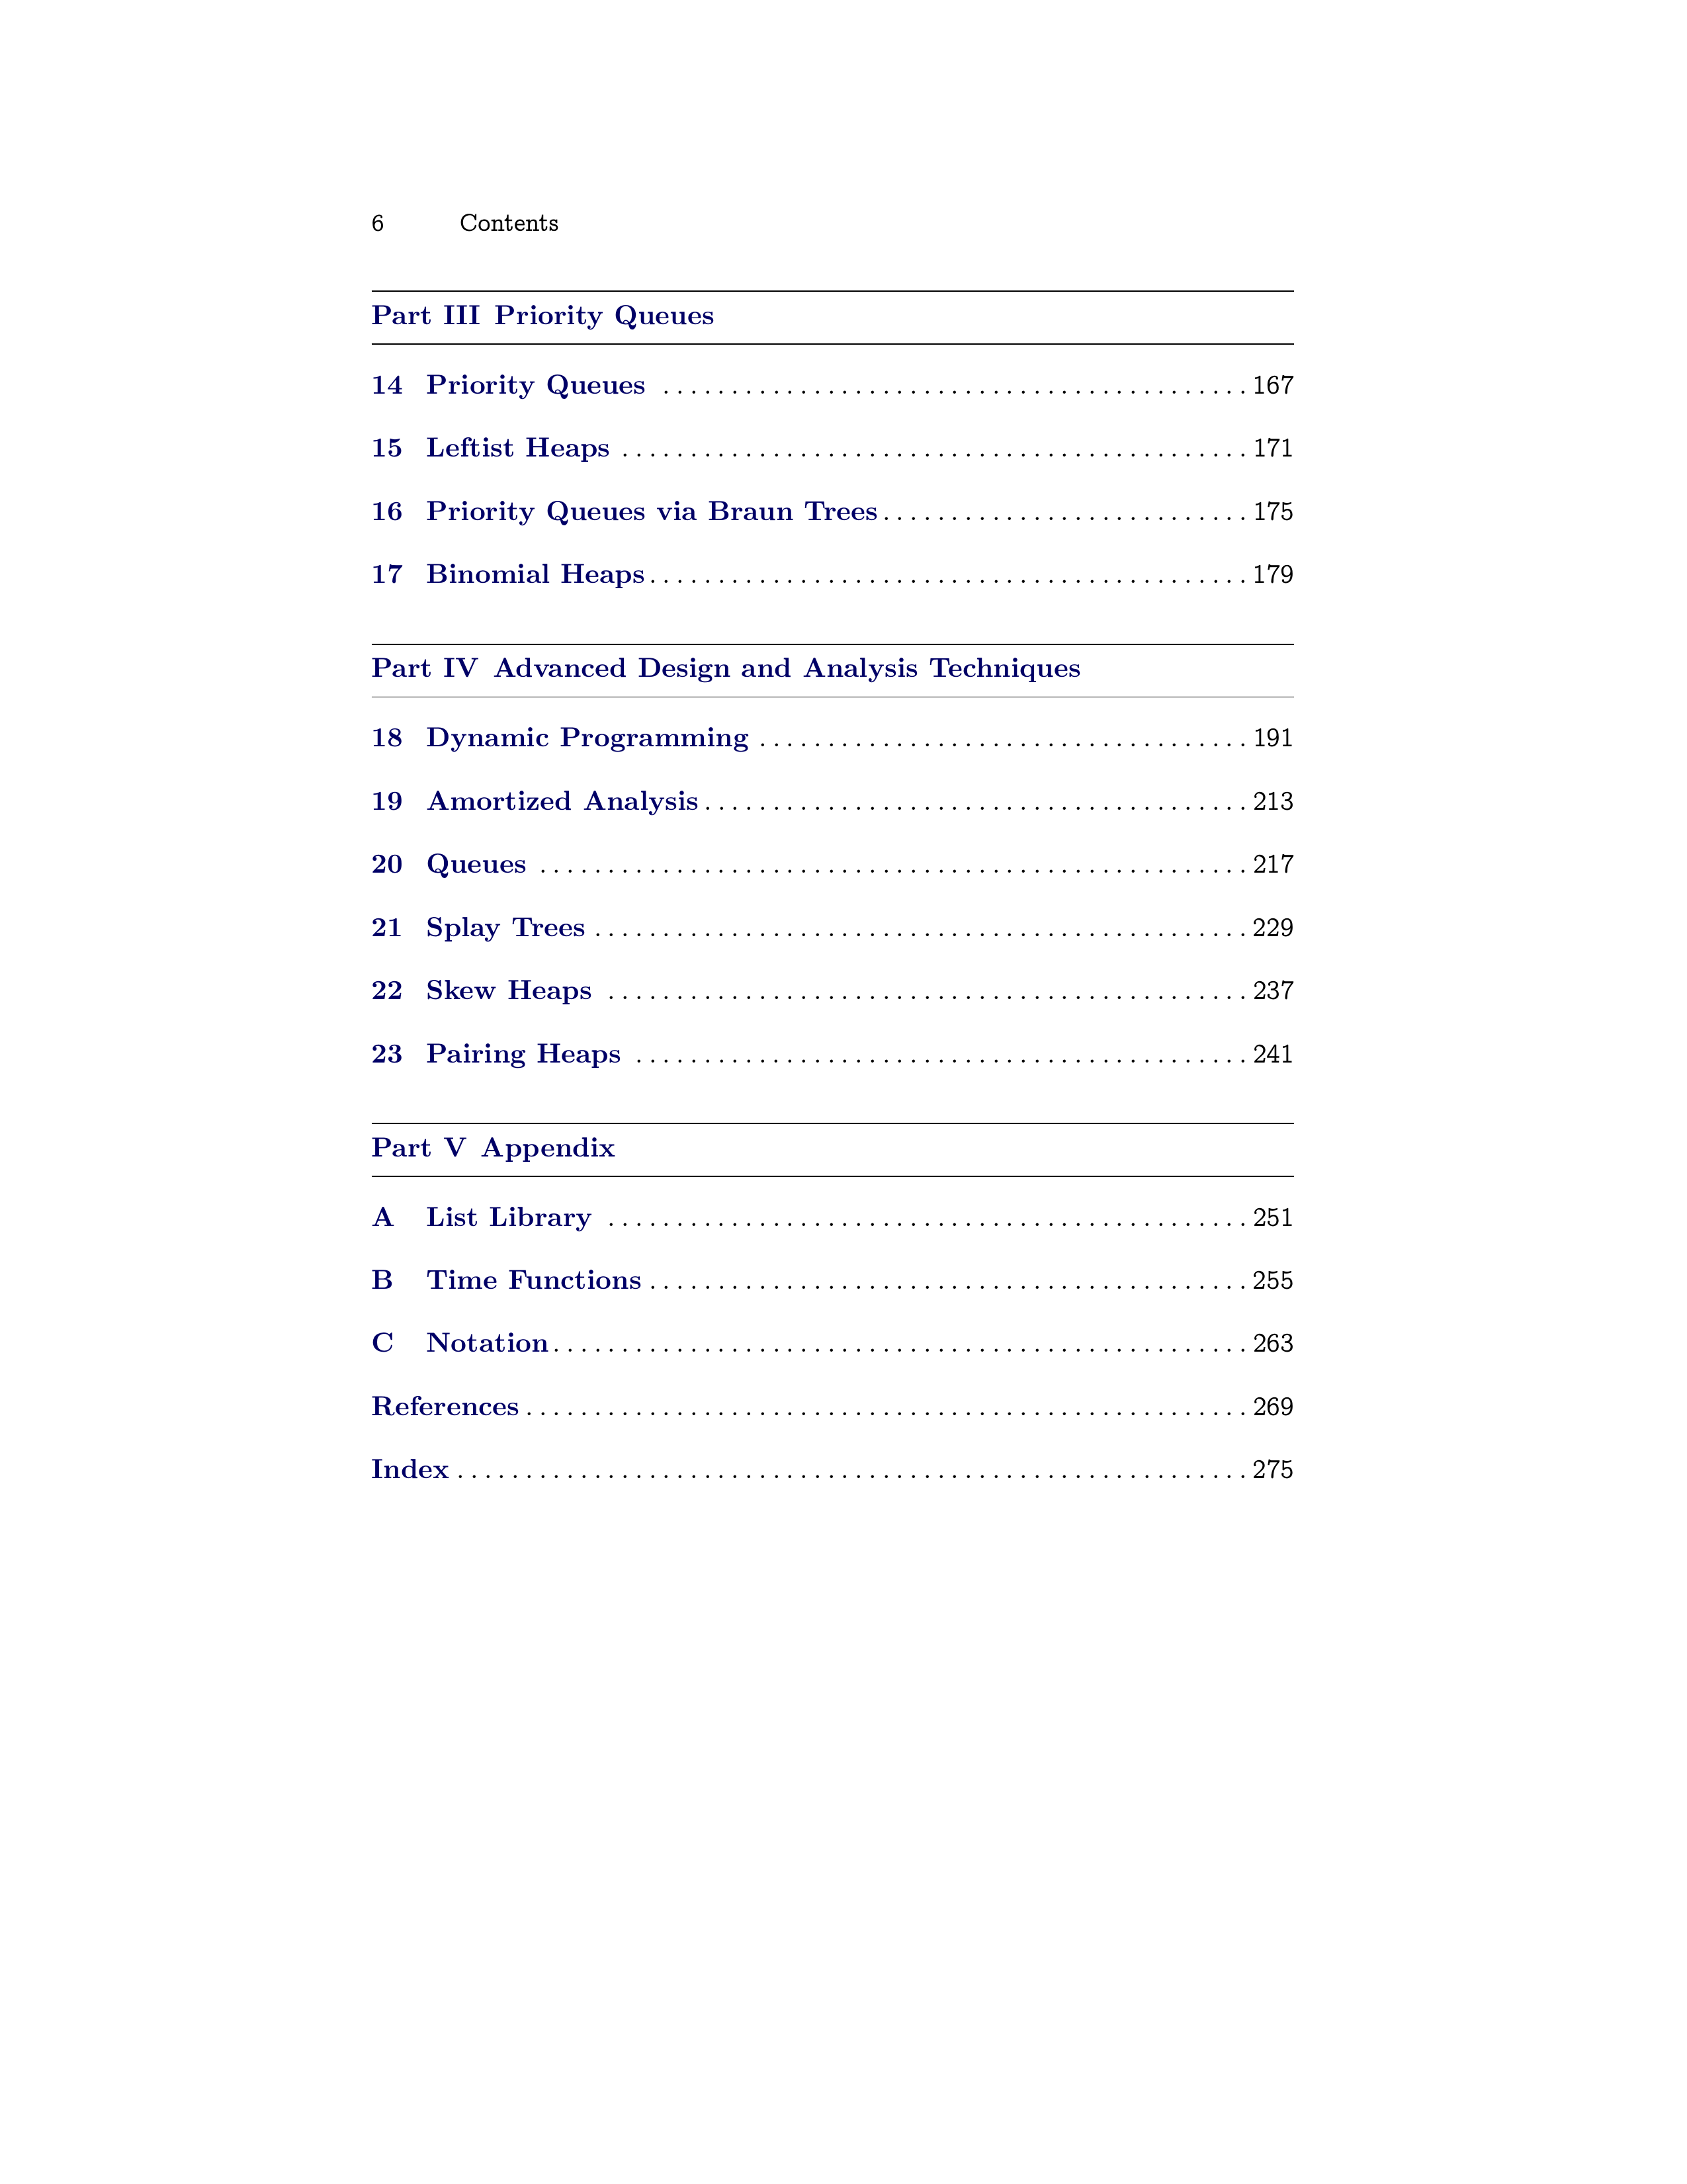 6 Contents
Part III Priority Queues
14 Priority Queues . . . . . . . . . . . . . . . . . . . . . . . . . . . . . . . . . . . . . . . . . . . 167
15 Leftist Heaps . . . . . . . . . . . . . . . . . . . . . . . . . . . . . . . . . . . . . . . . . . . . . . 171
16 Priority Queues via Braun Trees . . . . . . . . . . . . . . . . . . . . . . . . . . . 175
17 Binomial Heaps . . . . . . . . . . . . . . . . . . . . . . . . . . . . . . . . . . . . . . . . . . . . 179
Part IV Advanced Design and Analysis Techniques
18 Dynamic Programming . . . . . . . . . . . . . . . . . . . . . . . . . . . . . . . . . . . . 191
19 Amortized Analysis . . . . . . . . . . . . . . . . . . . . . . . . . . . . . . . . . . . . . . . . 213
20 Queues . . . . . . . . . . . . . . . . . . . . . . . . . . . . . . . . . . . . . . . . . . . . . . . . . . . . 217
21 Splay Trees . . . . . . . . . . . . . . . . . . . . . . . . . . . . . . . . . . . . . . . . . . . . . . . . 229
22 Skew Heaps . . . . . . . . . . . . . . . . . . . . . . . . . . . . . . . . . . . . . . . . . . . . . . . 237
23 Pairing Heaps . . . . . . . . . . . . . . . . . . . . . . . . . . . . . . . . . . . . . . . . . . . . . 241
Part V Appendix
A List Library . . . . . . . . . . . . . . . . . . . . . . . . . . . . . . . . . . . . . . . . . . . . . . . 251
B Time Functions . . . . . . . . . . . . . . . . . . . . . . . . . . . . . . . . . . . . . . . . . . . . 255
C Notation . . . . . . . . . . . . . . . . . . . . . . . . . . . . . . . . . . . . . . . . . . . . . . . . . . . 263
References . . . . . . . . . . . . . . . . . . . . . . . . . . . . . . . . . . . . . . . . . . . . . . . . . . . . . 269
Index . . . . . . . . . . . . . . . . . . . . . . . . . . . . . . . . . . . . . . . . . . . . . . . . . . . . . . . . . . 275